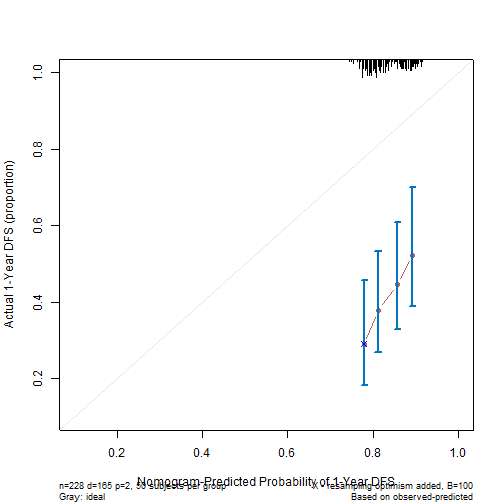 Actual 1-Year DFS (proportion)
1.0
0.8
0.6
0.4
0.2
0.2 0.4 0.6 0.8 1.0
Nomogram-Predicted Probability of 1-Year DFS
n=228 d=165 p=2, 50 subjects per group
Gray: ideal
X - resampling optimism added, B=100
Based on observed-predicted